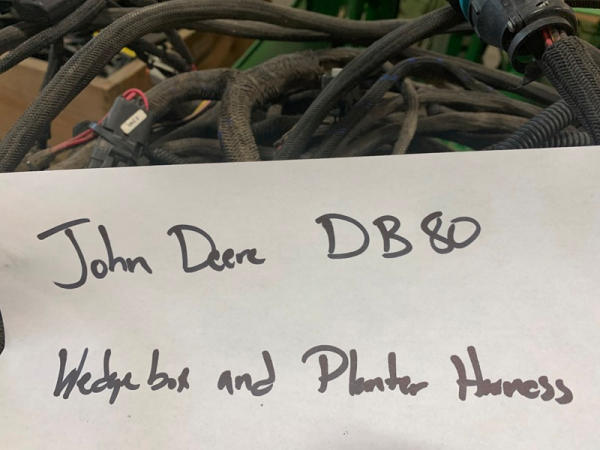 John Deere DB80
Wedge box and Planter Harness